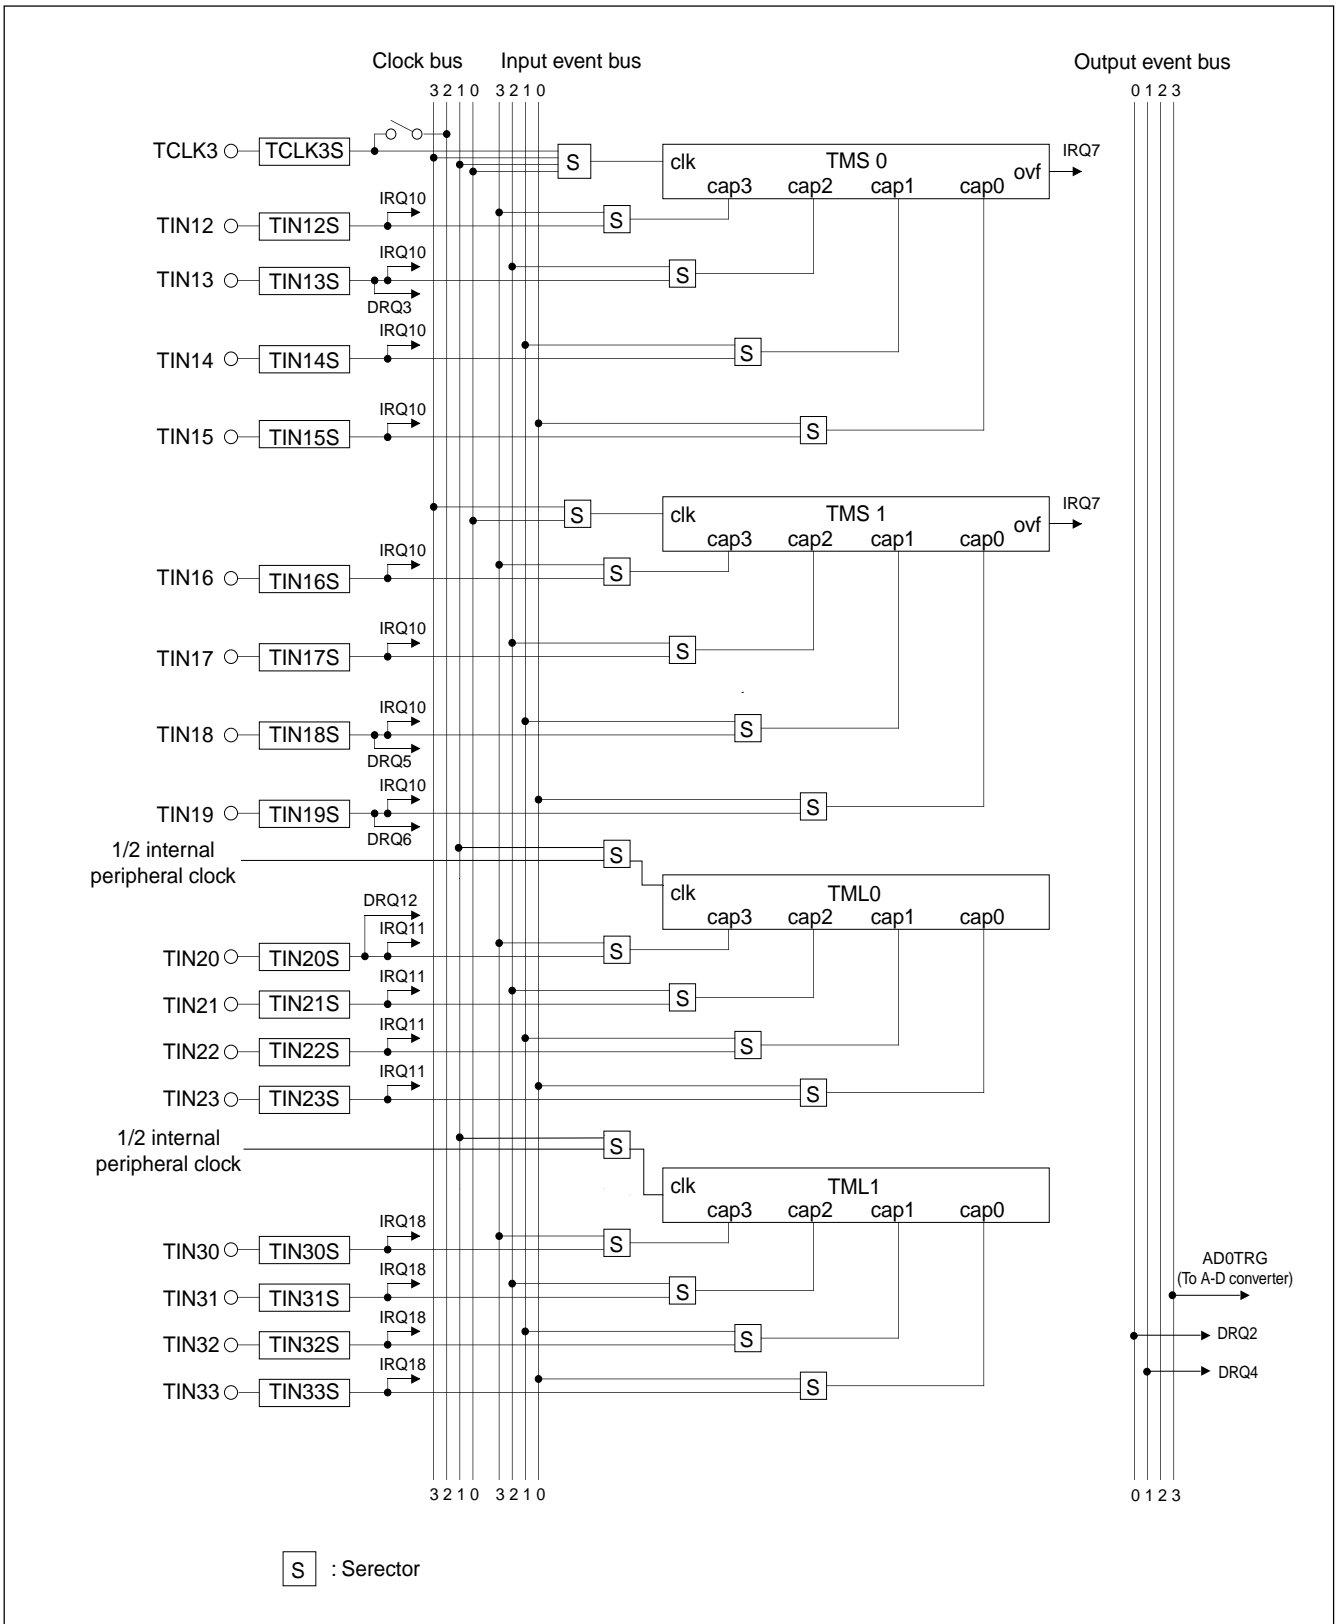 Clock bus Input event bus Output event bus
3 2 1 0 3 2 1 0 0 1 2 3
TCLK3 TCLK3S S clk TMS 0 ovf IRQ7
cap3 cap2 cap1 cap0
TIN12 TIN12S IRQ10 S
TIN13 TIN13S IRQ10 S
DRQ3
TIN14 TIN14S IRQ10 S
TIN15 TIN15S IRQ10 S
S clk TMS 1 ovf IRQ7
cap3 cap2 cap1 cap0
TIN16 TIN16S IRQ10 S
TIN17 TIN17S IRQ10 S
TIN18 TIN18S IRQ10 S
DRQ5
TIN19 TIN19S IRQ10 S
DRQ6
1/2 internal
peripheral clock
S clk TML0
cap3 cap2 cap1 cap0
DRQ12
TIN20 TIN20S IRQ11 S
TIN21 TIN21S IRQ11 S
TIN22 TIN22S IRQ11 S
TIN23 TIN23S IRQ11 S
1/2 internal
peripheral clock
S clk TML1
cap3 cap2 cap1 cap0
TIN30 TIN30S IRQ18 S
TIN31 TIN31S IRQ18 S
TIN32 TIN32S IRQ18 S
TIN33 TIN33S IRQ18 S
AD0TRG
(To A-D converter)
DRQ2
DRQ4
3 2 1 0 3 2 1 0 0 1 2 3
S : Serector